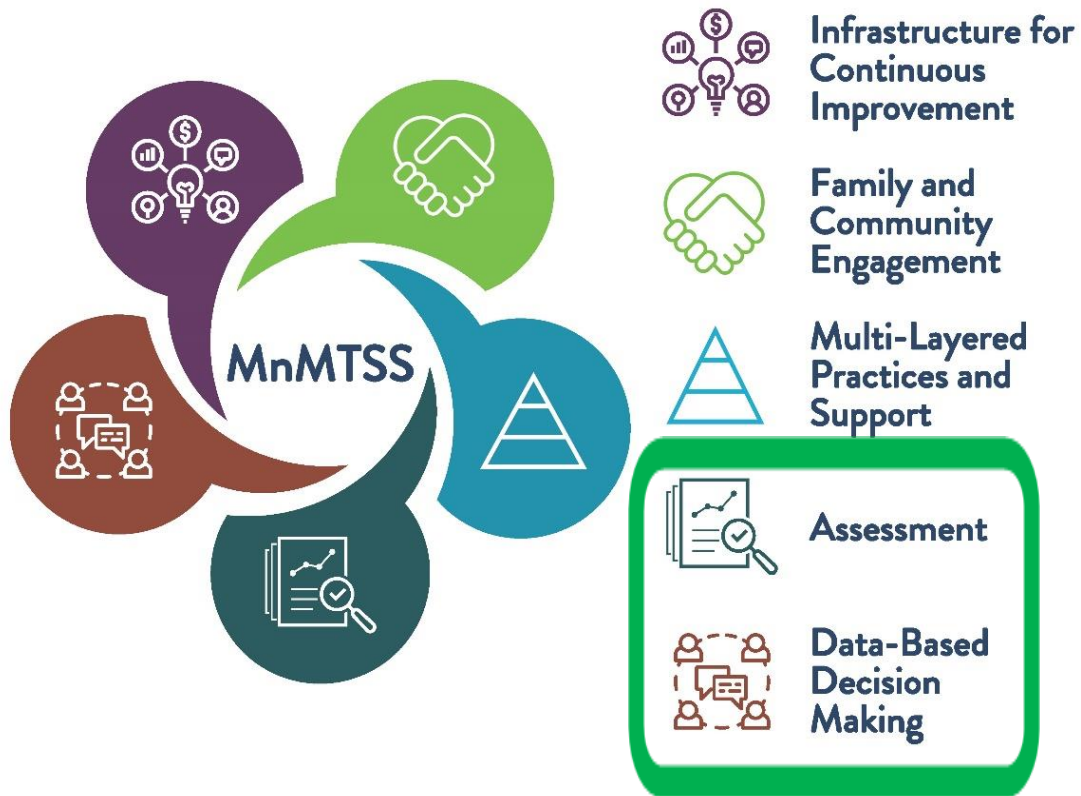 MnMTSS
Infrastructure for
Continuous
Improvement
Family and
Community
Engagement
Multi-Layered
Practices and
Support
Assessment
Data-Based
Decision
Making